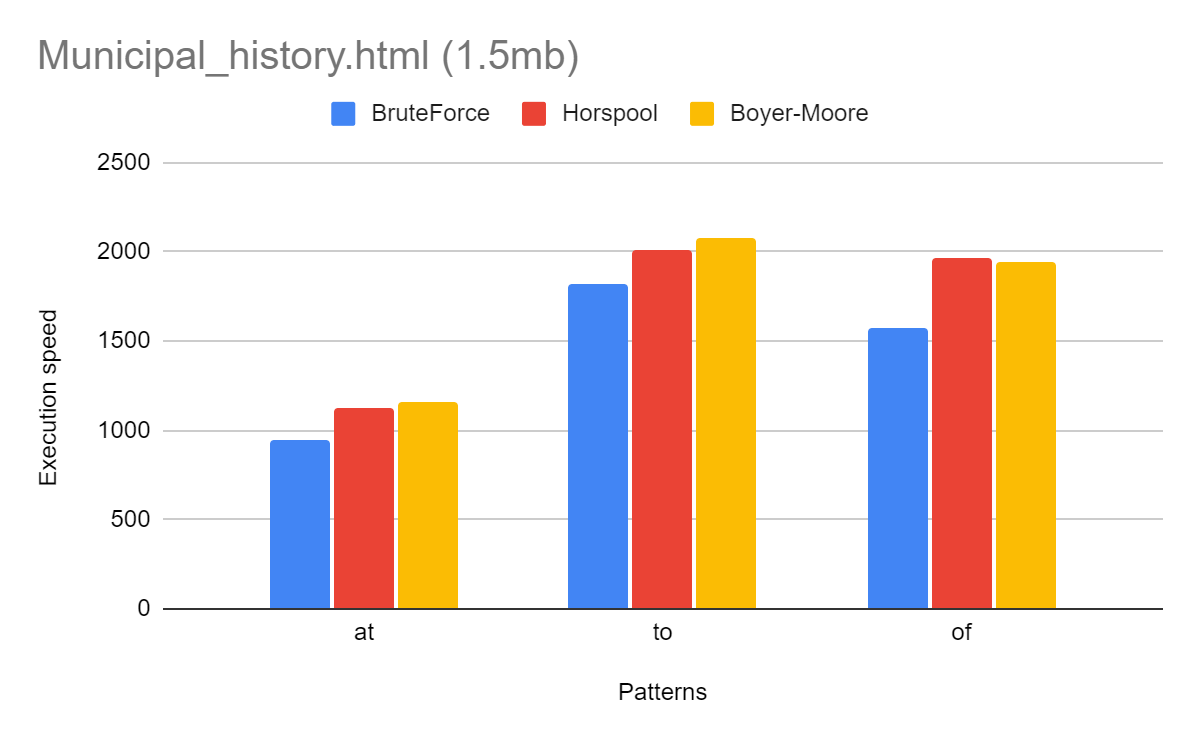 Municipal_history.html (1.5mb)
BruteForce Horspool Boyer-Moore
2500
2000
1500
1000
500
0
Execution speed
at to of
Patterns